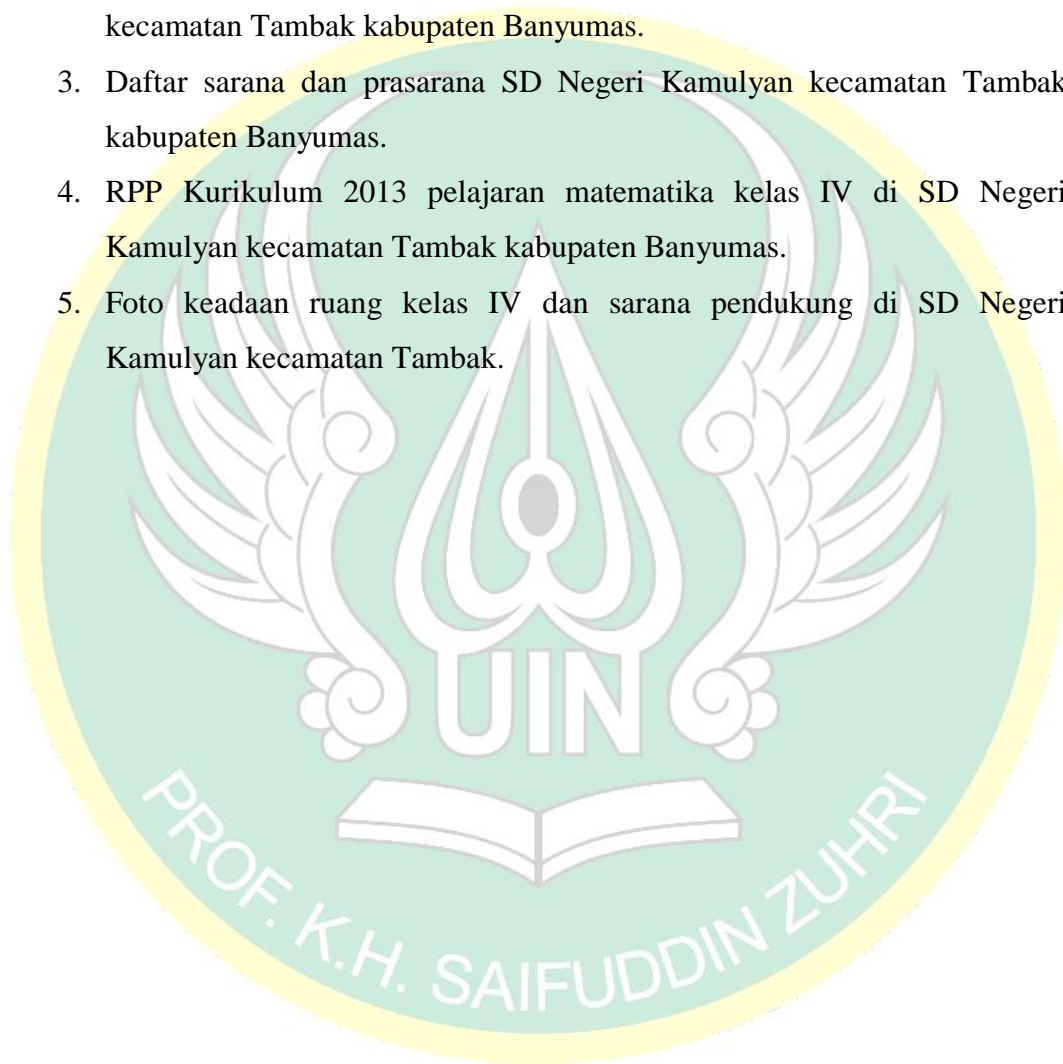 kecamatan Tambak kabupaten Banyumas.
3. Daftar sarana dan prasarana SD Negeri Kamulyan kecamatan Tambak
kabupaten Banyumas.
4. RPP Kurikulum 2013 pelajaran matematika kelas IV di SD Negeri
Kamulyan kecamatan Tambak kabupaten Banyumas.
5. Foto keadaan ruang kelas IV dan sarana pendukung di SD Negeri
Kamulyan kecamatan Tambak.
UIN
PROF. K.H. SAIFUDDIN ZUHRI